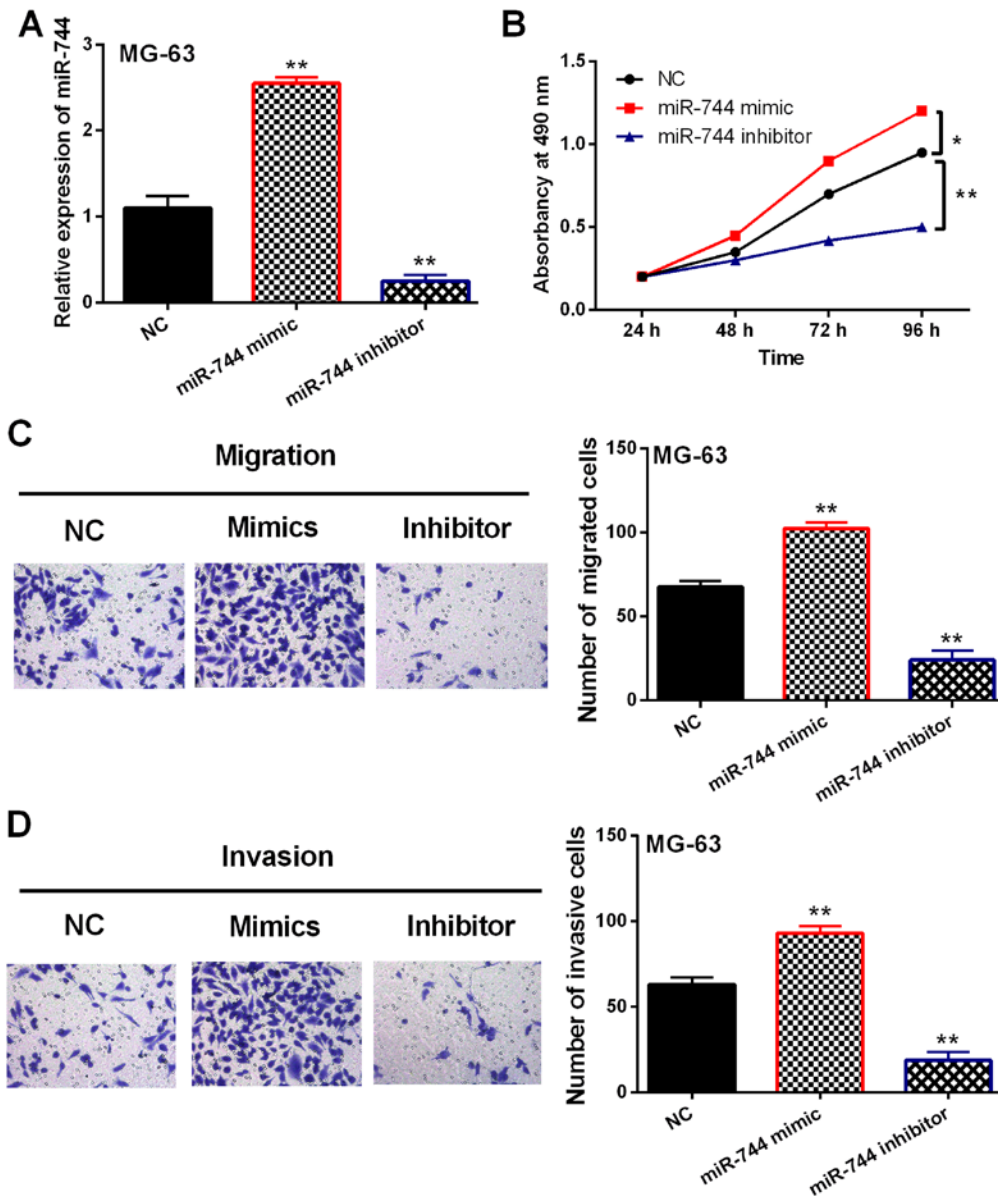 A
Relative expression of miR-744
3
2
1
0
MG-63
**
**
NC
miR-744 mimic
miR-744 inhibitor
B
Absorbancy at 490 nm
1.5
1.0
0.5
0.0
NC
miR-744 mimic
miR-744 inhibitor
*
**
24 h 48 h 72 h 96 h
Time
C
Migration
NC Mimics Inhibitor
Number of migrated cells
150
100
50
0
MG-63
**
**
NC
miR-744 mimic
miR-744 inhibitor
D
Invasion
NC Mimics Inhibitor
Number of invasive cells
150
100
50
0
MG-63
**
**
NC
miR-744 mimic
miR-744 inhibitor